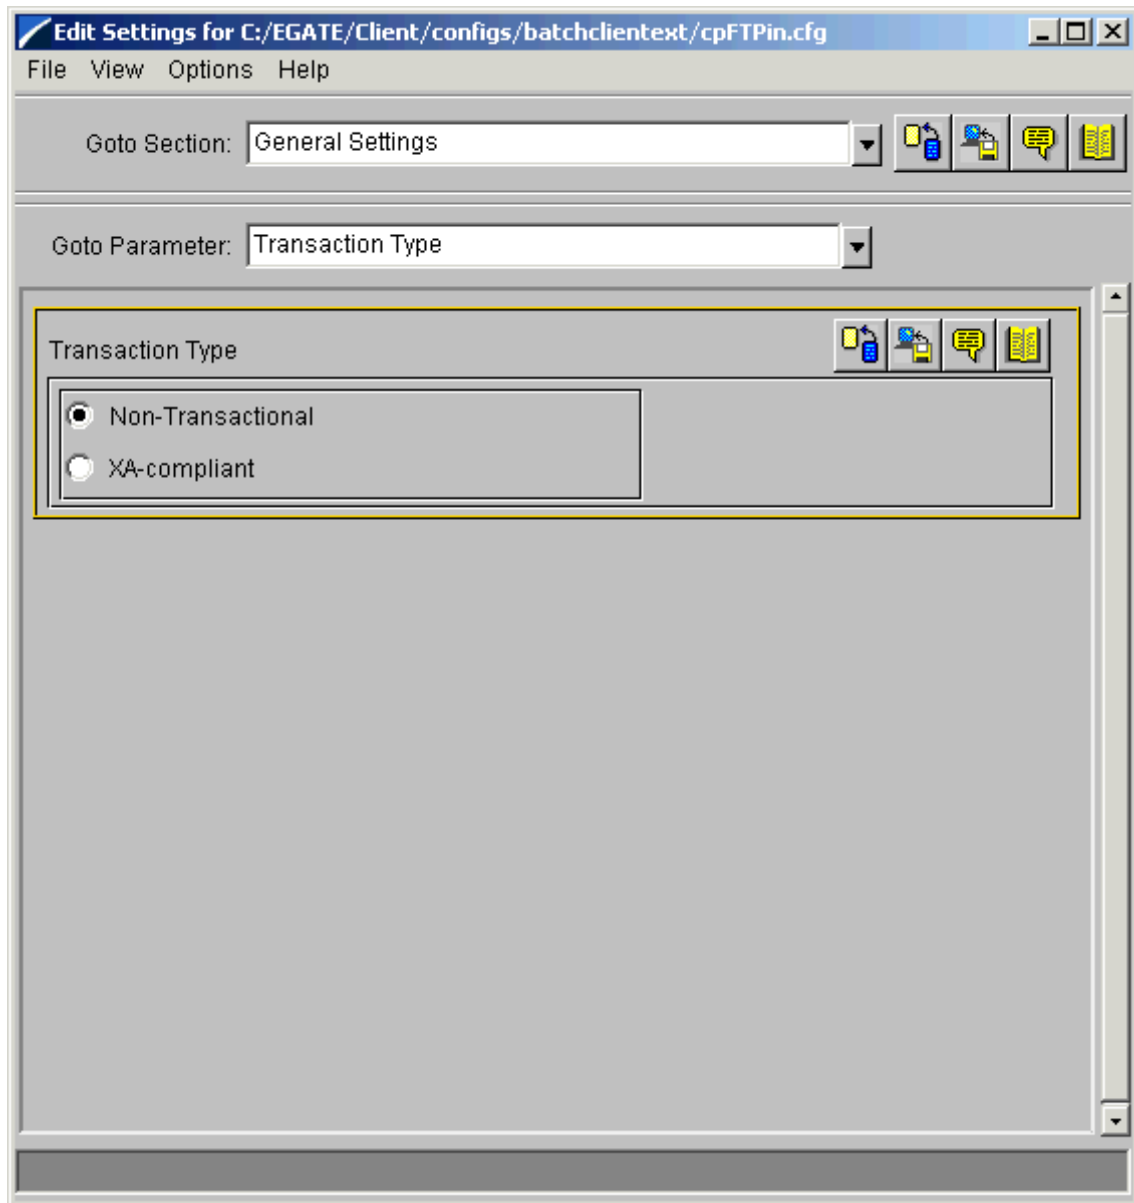 Edit Settings for C:/EGATE/Client/configs/batchclientext/cpFTPin.cfg
File View Options Help
Goto Section: General Settings
Goto Parameter: Transaction Type
Transaction Type
Non-Transactional
XA-compliant